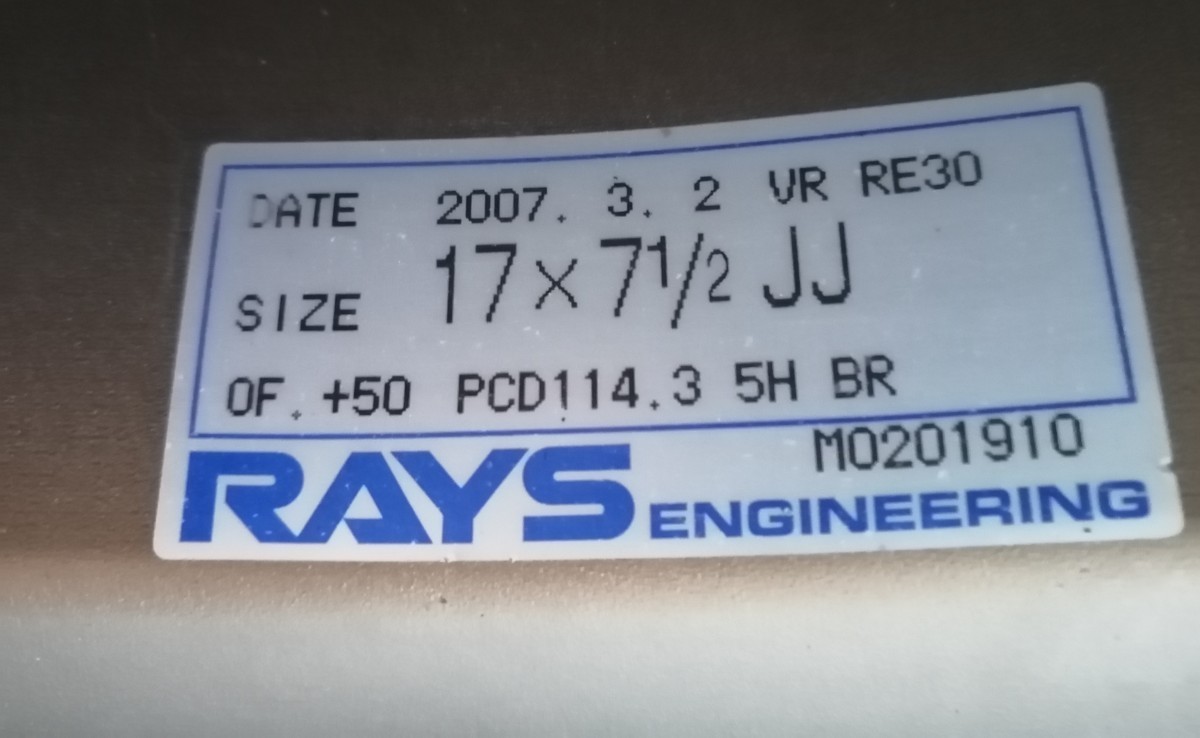 DATE 2007. 3. 2 VR RE30
SIZE 17×7½ JJ
OF. +50 PCD114.3 5H BR
M0201910
RAYS ENGINEERING